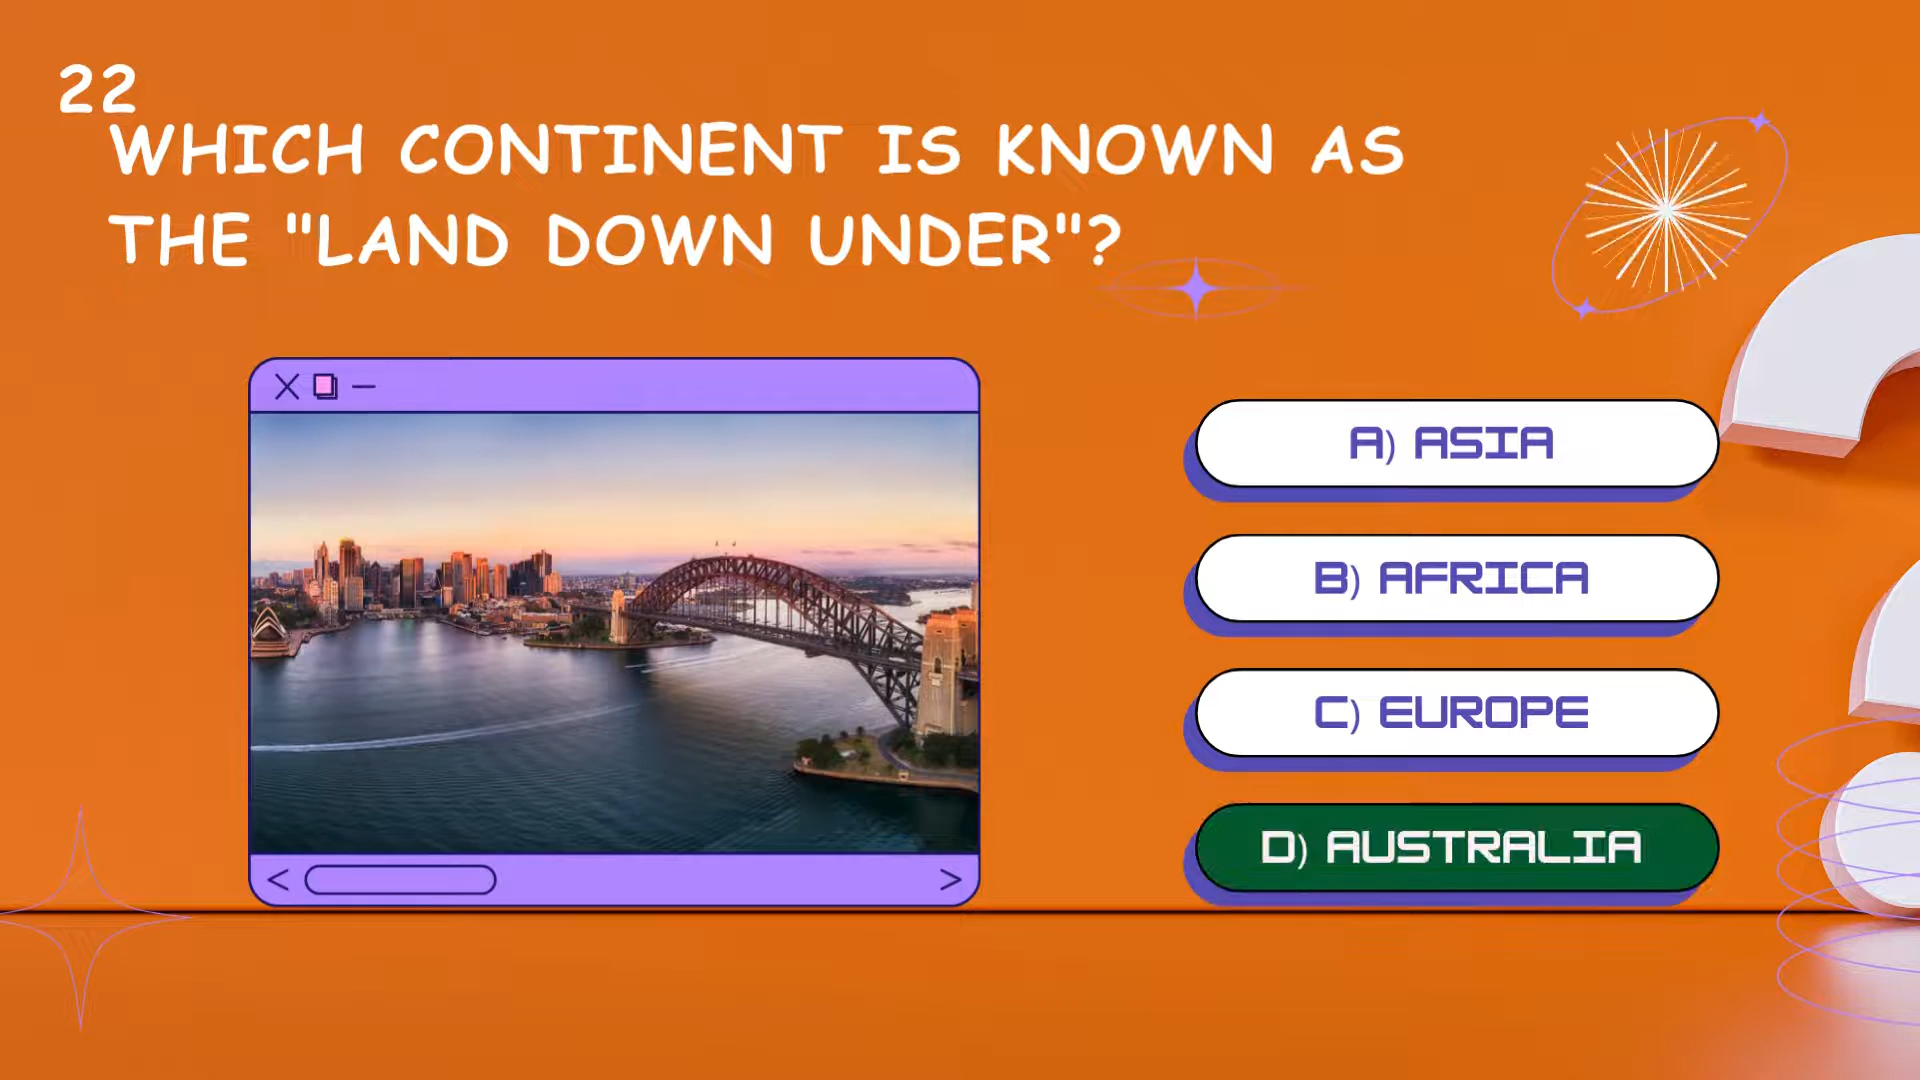 22
WHICH CONTINENT IS KNOWN AS
THE "LAND DOWN UNDER"?
A) ASIA
B) AFRICA
C) EUROPE
D) AUSTRALIA